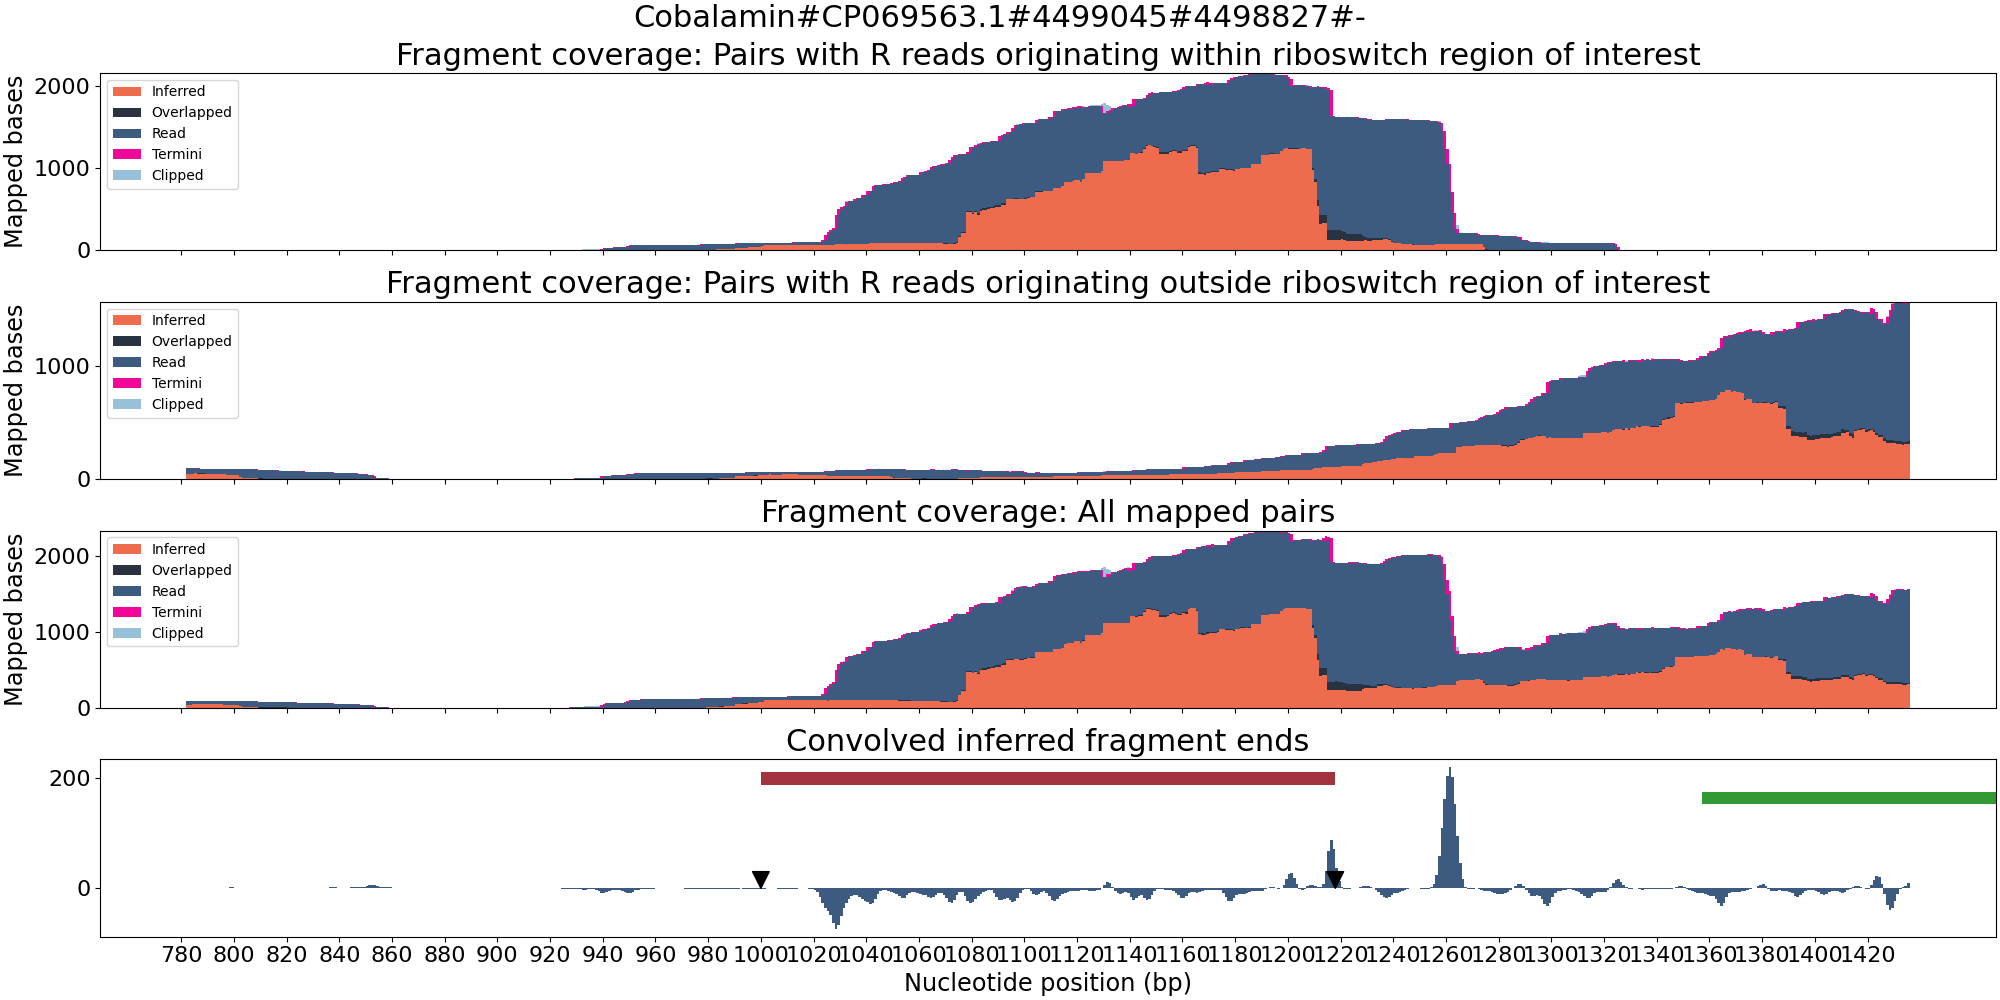 Cobalamin#CP069563.1#4499045#4498827#-
Fragment coverage: Pairs with R reads originating within riboswitch region of interest
Mapped bases
2000
1000
0
Inferred
Overlapped
Read
Termini
Clipped
Fragment coverage: Pairs with R reads originating outside riboswitch region of interest
Mapped bases
1000
0
Inferred
Overlapped
Read
Termini
Clipped
Fragment coverage: All mapped pairs
Mapped bases
2000
1000
0
Inferred
Overlapped
Read
Termini
Clipped
Convolved inferred fragment ends
200
0
780 800 820 840 860 880 900 920 940 960 980 1000 1020 1040 1060 1080 1100 1120 1140 1160 1180 1200 1220 1240 1260 1280 1300 1320 1340 1360 1380 1400 1420
Nucleotide position (bp)